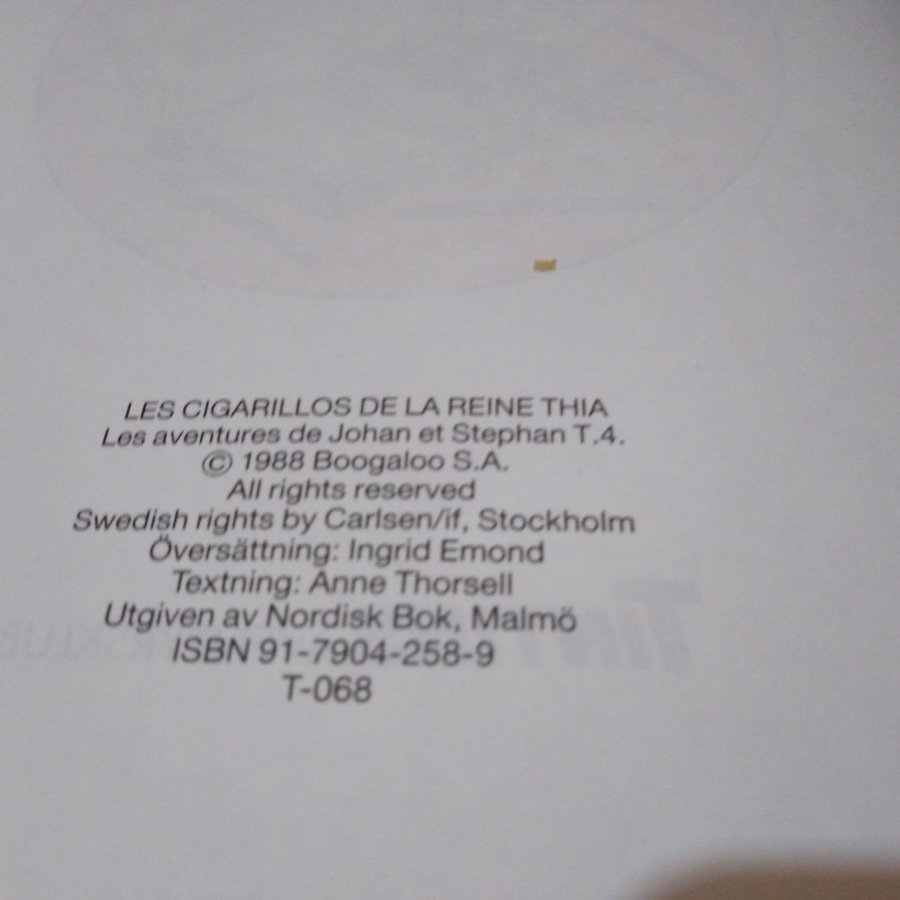 LES CIGARILLOS DE LA REINE THIA
Les aventures de Johan et Stephan T.4.
© 1988 Boogaloo S.A.
All rights reserved
Swedish rights by Carlsen/if, Stockholm
Översättning: Ingrid Emond
Textning: Anne Thorsell
Utgiven av Nordisk Bok, Malmö
ISBN 91-7904-258-9
T-068